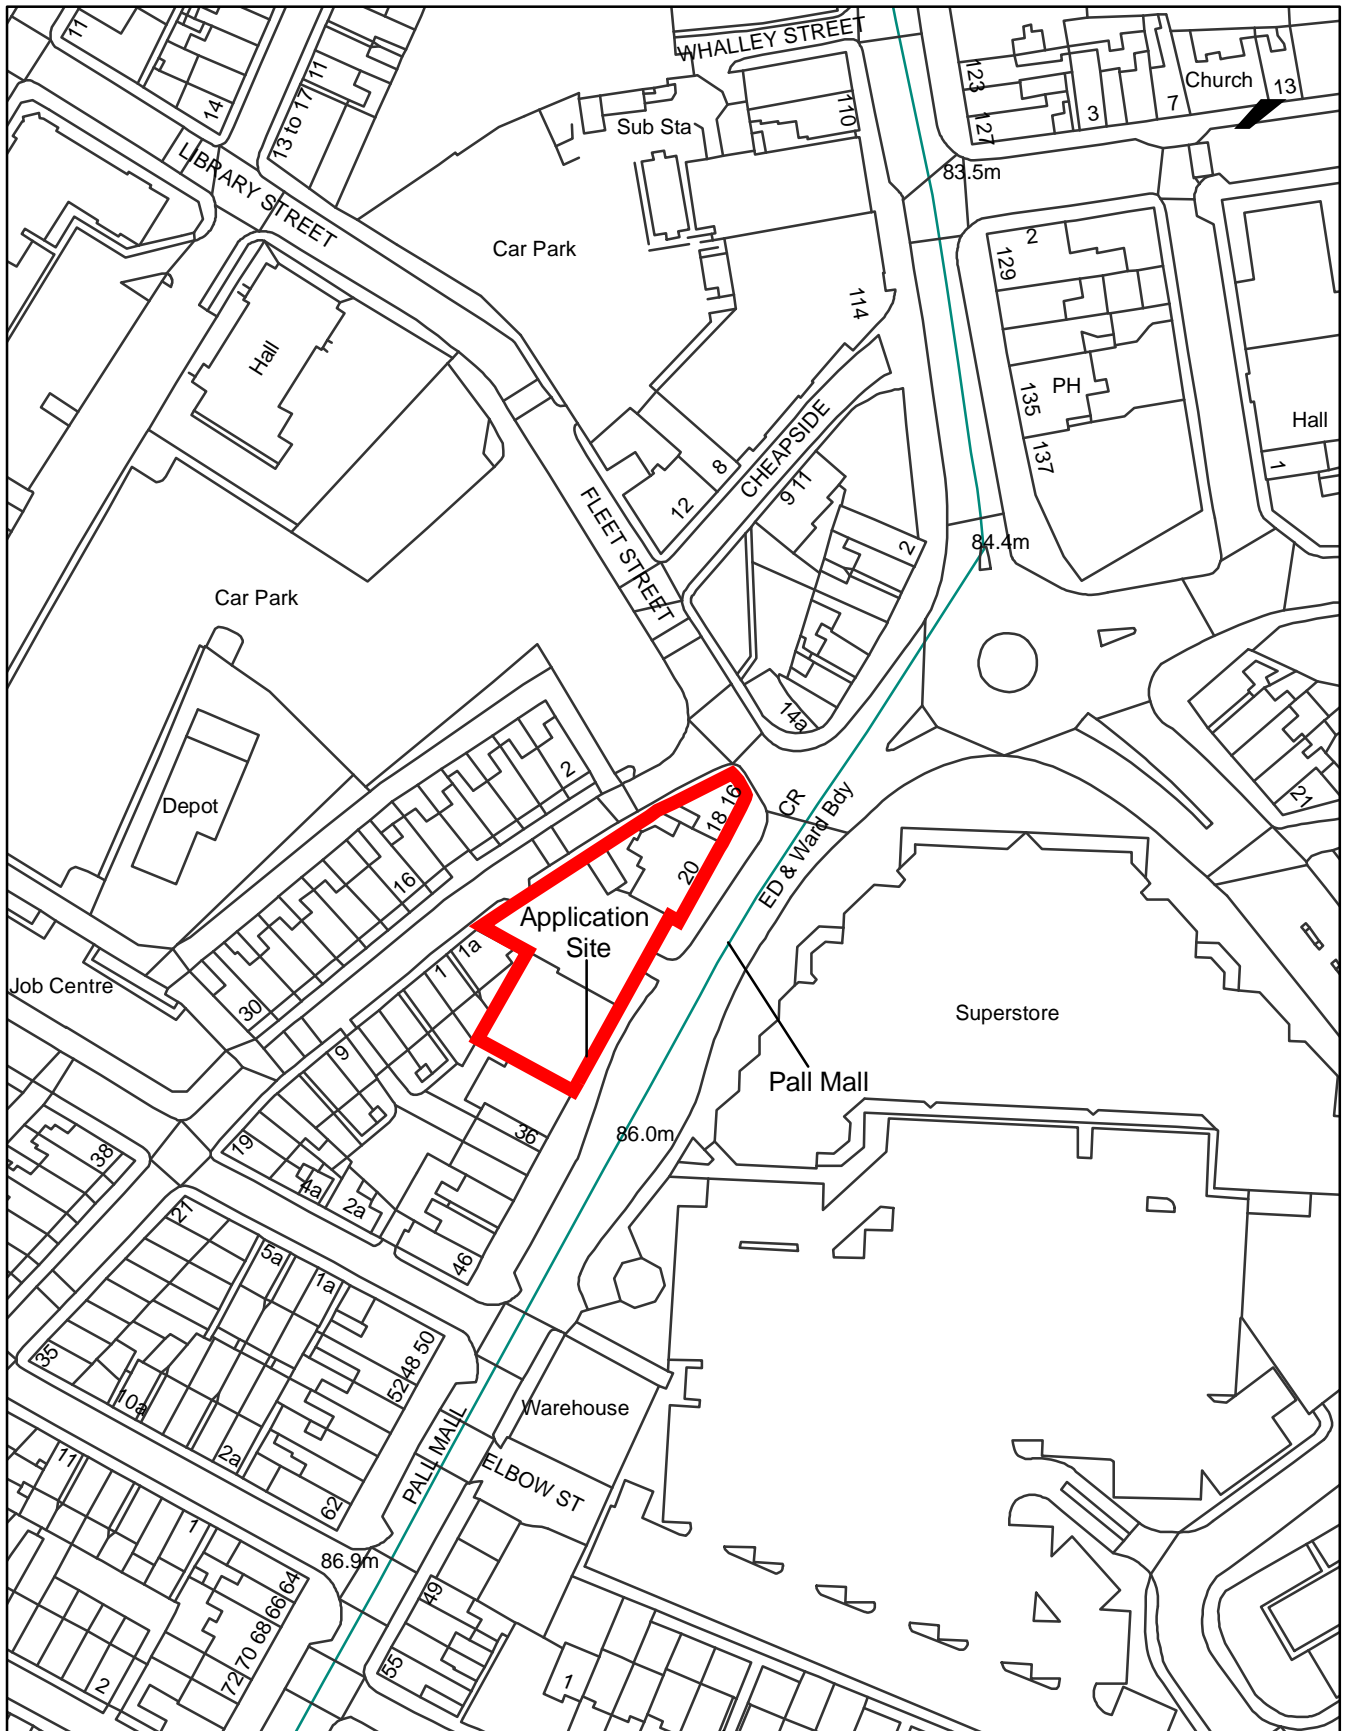 WHALLEY STREET
11
14
11
13 to 17
LIBRARY STREET
Sub Sta
110
123
127
3
7
Church
13
83.5m
Car Park
114
2
129
135
PH
137
Hall
1
Hall
CHEAPSIDE
8
12
9 11
FLEET STREET
2
84.4m
Car Park
14a
2
16
18
20
CR
ED & Ward Bdy
21
Depot
16
30
Job Centre
Application
Site
1a
1
9
19
Superstore
Pall Mall
86.0m
36
38
4a
2a
46
21
5a
1a
50
48
52
35
10a
2a
62
Warehouse
PALL MALL
ELBOW ST
11
1
86.9m
64
66
68
70
72
2
49
55
1